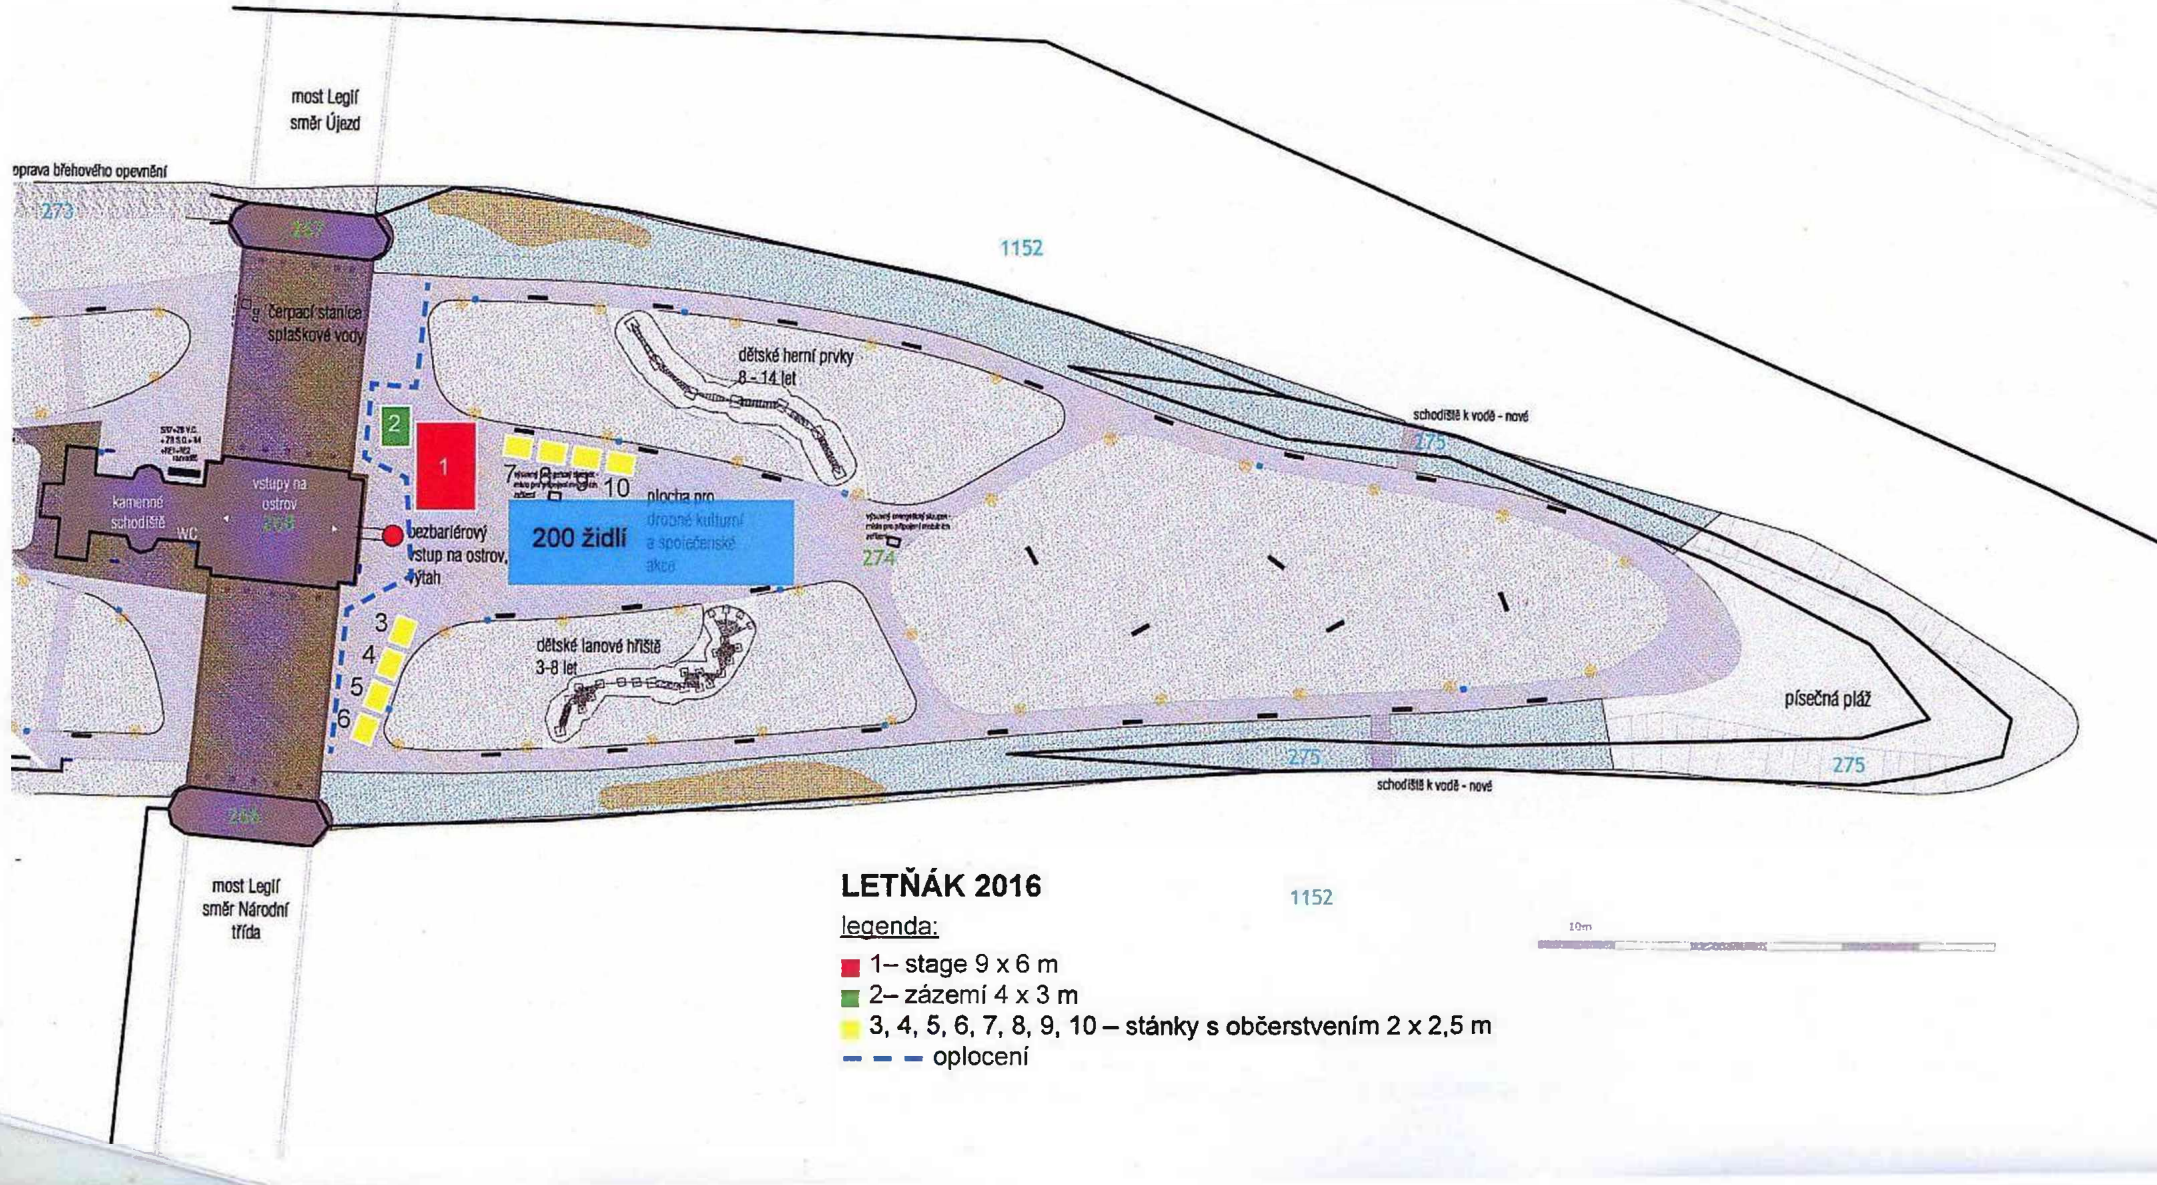 most Legií
směr Újezd
oprava břehového opevnění
273
267
1152
čerpací stanice
splaškové vody
dětské herní prvky
8 - 14 let
schodiště k vodě - nové
275
2
1
7
8
9
10
vstupy na
ostrov
kamenné
schodiště
WC
268
plocha pro
drobné kulturní
a společenské
akce
200 židlí
bezbariérový
vstup na ostrov,
výtah
274
3
4
5
6
dětské lanové hřiště
3-8 let
písečná pláž
275
275
schodiště k vodě - nové
266
most Legií
směr Národní
třída
LETŇÁK 2016
legenda:
1– stage 9 x 6 m
2– zázemí 4 x 3 m
3, 4, 5, 6, 7, 8, 9, 10 – stánky s občerstvením 2 x 2,5 m
oplocení
1152
10m